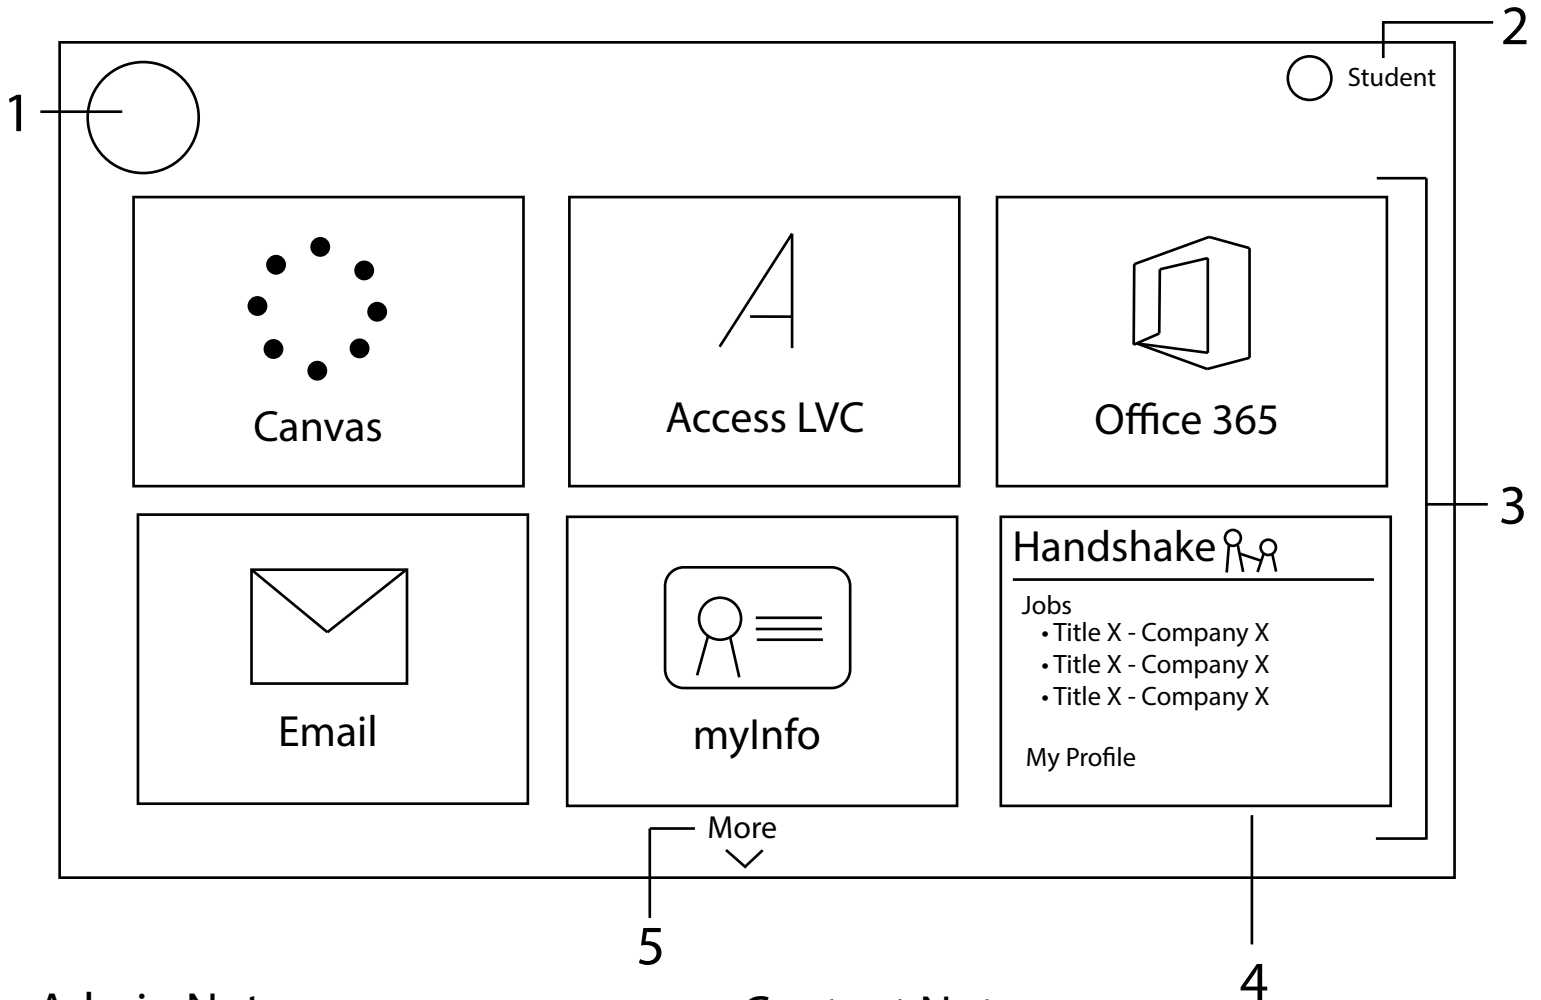 2
Student
1
Canvas
Access LVC
Office 365
3
Email
myInfo
Handshake
Jobs
• Title X - Company X
• Title X - Company X
• Title X - Company X
My Profile
More
5
4